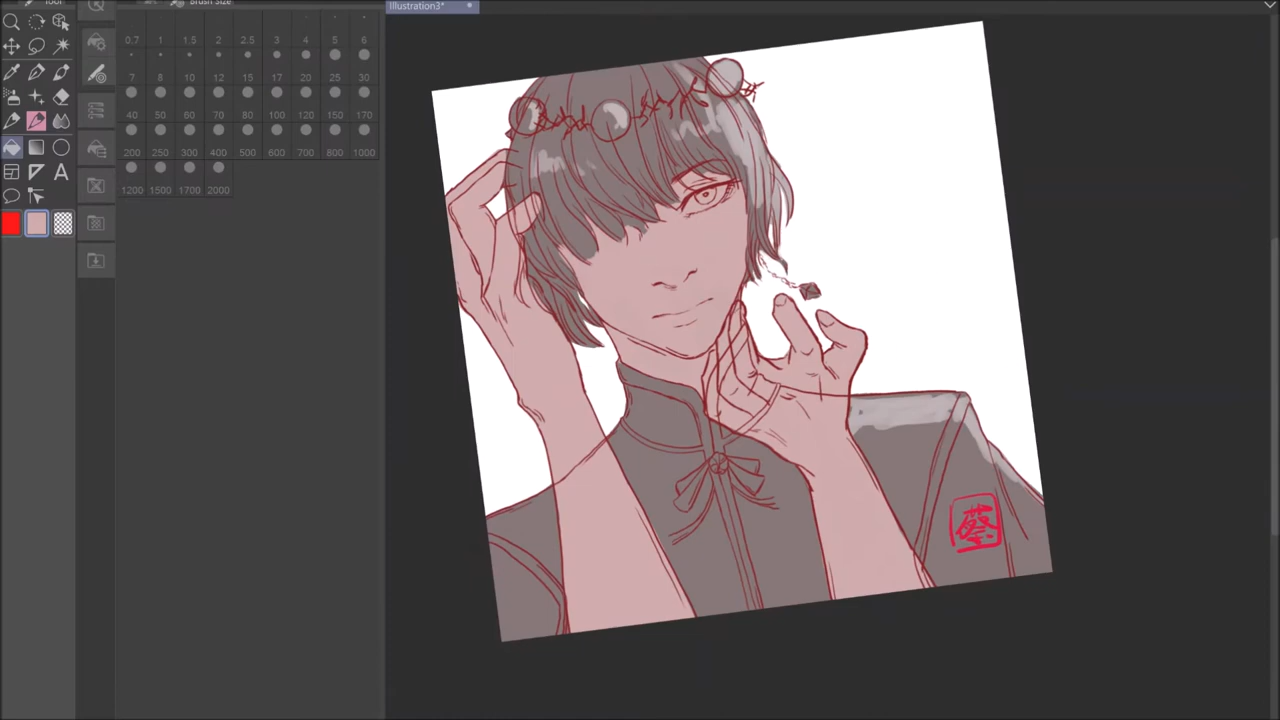 Tool
Brush Size
Illustration3*
0.7 1 1.5 2 2.5 3 4 5 6
7 8 10 12 15 17 20 25 30
40 50 60 70 80 100 120 150 170
200 250 300 400 500 600 700 800 1000
1200 1500 1700 2000
A
蔡